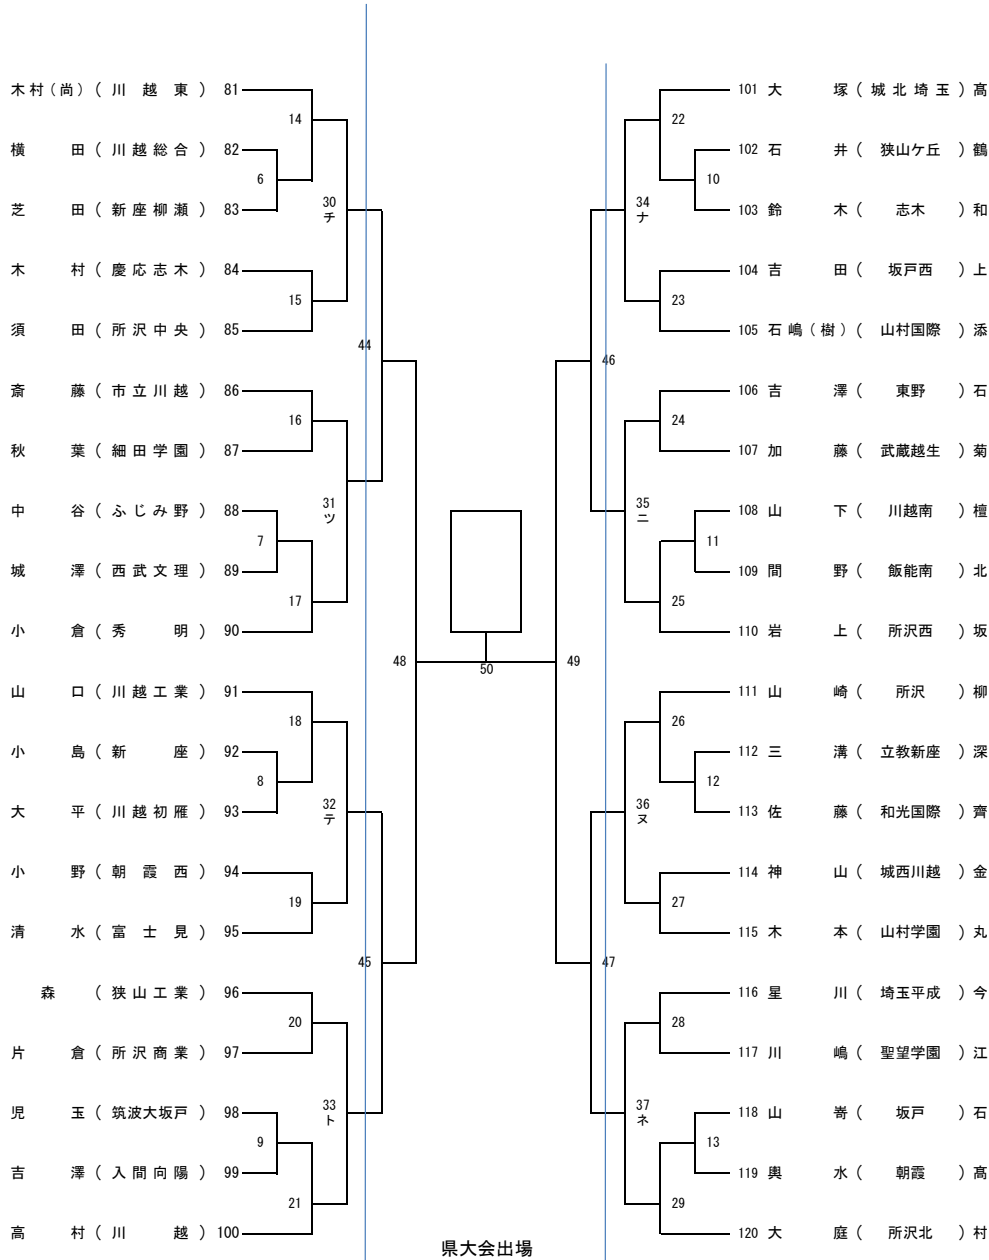 木村(尚) ( 川越東 ) 81 101 大塚 ( 城北埼玉 ) 高
14 22
横田 ( 川越総合 ) 82 102 石井 ( 狭山ケ丘 ) 鶴
6 10
芝田 ( 新座柳瀬 ) 83 30 チ 34 ナ 103 鈴木 ( 志木 ) 和
木村 ( 慶応志木 ) 84 104 吉田 ( 坂戸西 ) 上
15 23
須田 ( 所沢中央 ) 85 105 石嶋(樹) ( 山村国際 ) 添
44 46
斎藤 ( 市立川越 ) 86 106 吉澤 ( 東野 ) 石
16 24
秋葉 ( 細田学園 ) 87 107 加藤 ( 武蔵越生 ) 菊
中谷 ( ふじみ野 ) 88 31 ツ 35 ニ 108 山下 ( 川越南 ) 檀
7 11
城澤 ( 西武文理 ) 89 109 間野 ( 飯能南 ) 北
17 25
小倉 ( 秀明 ) 90 110 岩上 ( 所沢西 ) 坂
48 50 49
山口 ( 川越工業 ) 91 111 山崎 ( 所沢 ) 柳
18 26
小島 ( 新座 ) 92 112 三溝 ( 立教新座 ) 深
8 12
大平 ( 川越初雁 ) 93 32 テ 36 ヌ 113 佐藤 ( 和光国際 ) 齊
小野 ( 朝霞西 ) 94 114 神山 ( 城西川越 ) 金
19 27
清水 ( 富士見 ) 95 115 木本 ( 山村学園 ) 丸
45 47
森 ( 狭山工業 ) 96 116 星川 ( 埼玉平成 ) 今
20 28
片倉 ( 所沢商業 ) 97 117 川嶋 ( 聖望学園 ) 江
児玉 ( 筑波大坂戸 ) 98 33 ト 37 ネ 118 山嵜 ( 坂戸 ) 石
9 13
吉澤 ( 入間向陽 ) 99 119 輿水 ( 朝霞 ) 髙
21 29
高村 ( 川越 ) 100 120 大庭 ( 所沢北 ) 村
県大会出場